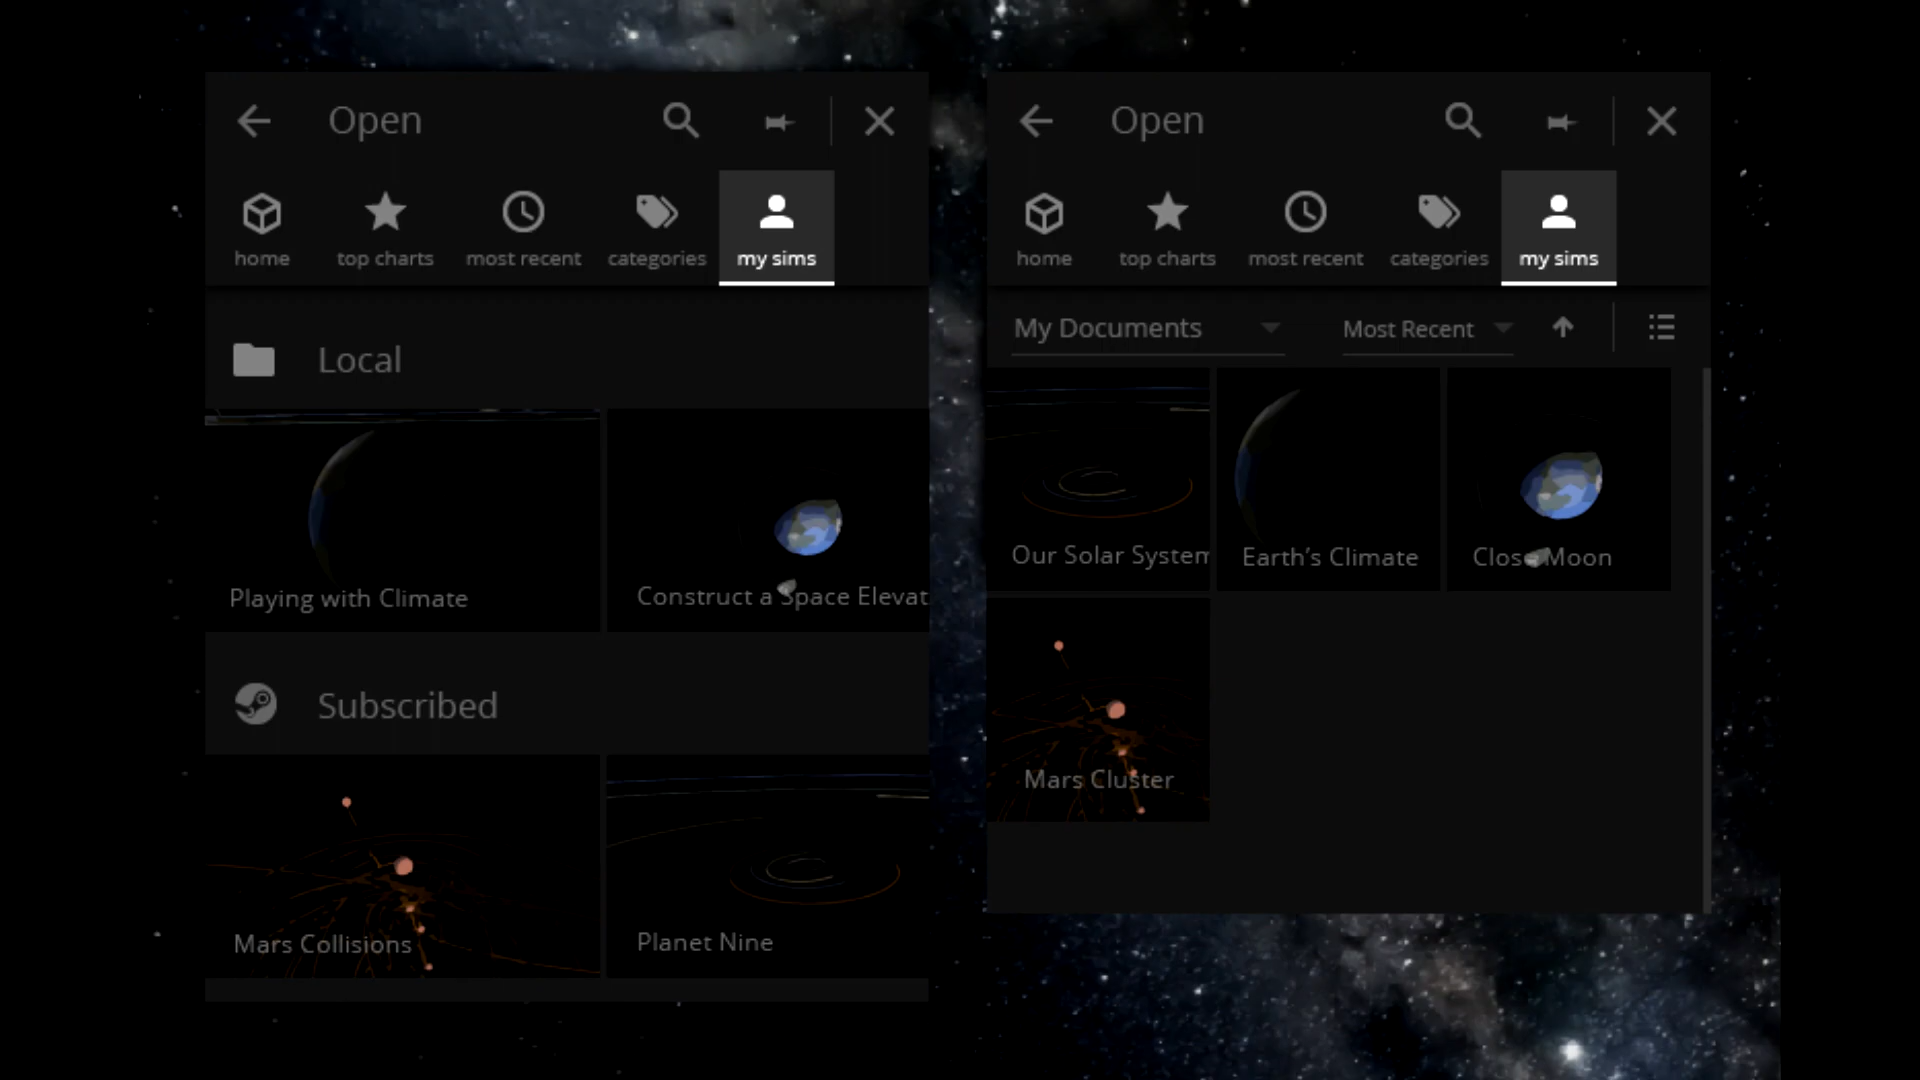 Open
home
top charts
most recent
categories
my sims
Local
Playing with Climate
Construct a Space Elevat
Subscribed
Mars Collisions
Planet Nine
Open
home
top charts
most recent
categories
my sims
My Documents
Most Recent
Our Solar System
Earth’s Climate
Close Moon
Mars Cluster